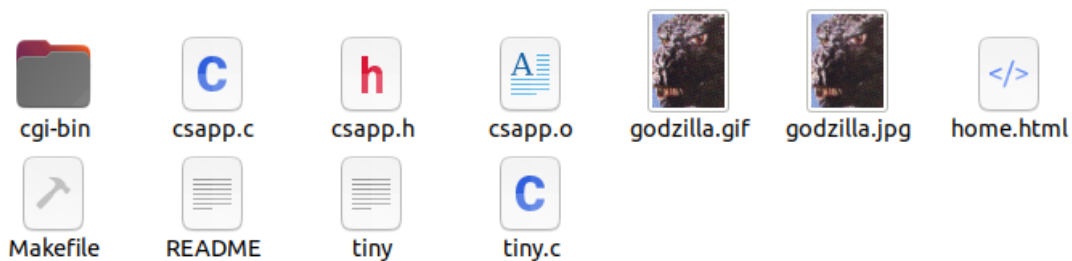 cgi-bin csapp.c csapp.h csapp.o godzilla.gif godzilla.jpg home.html
Makefile README tiny tiny.c